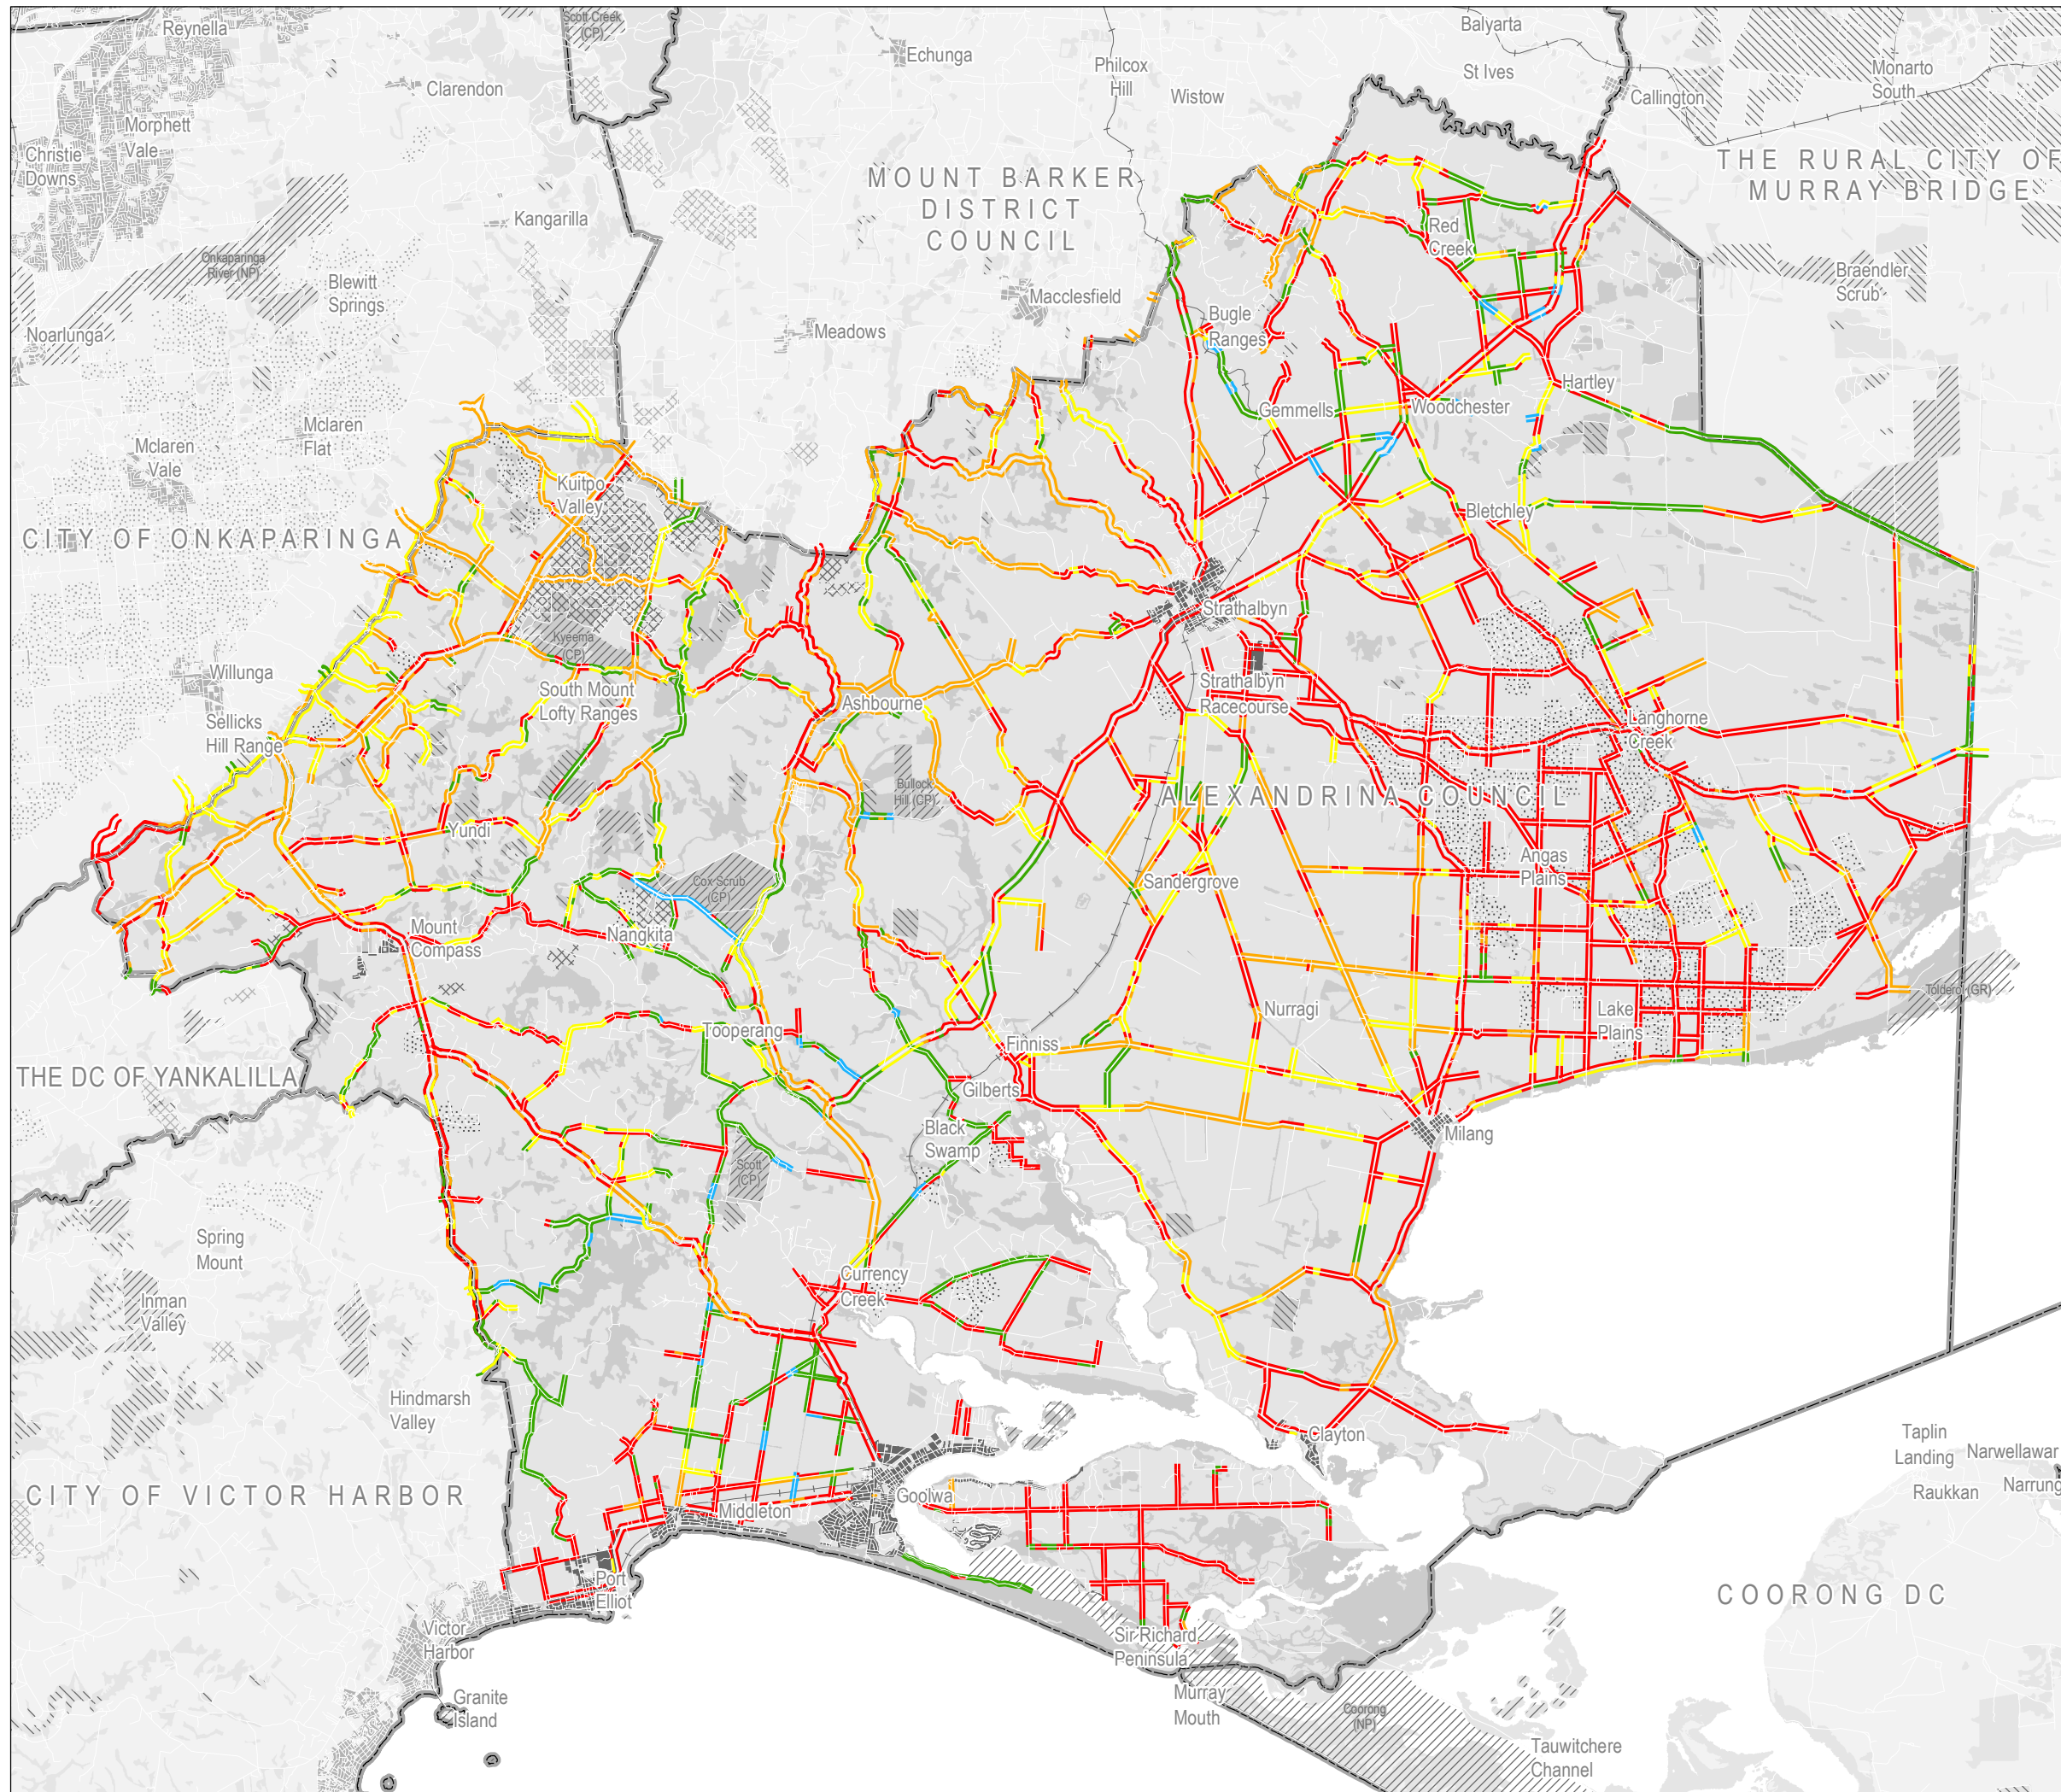 Reynella
Scott Creek
(CP)
Balyarta
Echunga
Philcox
Hill
St Ives
Monarto
South
Clarendon
Wistow
Callington
Morphett
Vale
Christie
Downs
THE RURAL CITY OF
MURRAY BRIDGE
MOUNT BARKER
DISTRICT
COUNCIL
Kangarilla
Red
Creek
Onkaparinga
River (NP)
Blewitt
Springs
Braendler
Scrub
Macclesfield
Noarlunga
Meadows
Bugle
Ranges
Hartley
Gemmells
Woodchester
Mclaren
Flat
Mclaren
Vale
Kuitpo
Valley
Bletchley
CITY OF ONKAPARINGA
Strathalbyn
Kyeema
(CP)
Willunga
South Mount
Lofty Ranges
Strathalbyn
Racecourse
Ashbourne
Sellicks
Hill Range
Langhorne
Creek
Bullock
Hill (CP)
ALEXANDRINA COUNCIL
Yundi
Angas
Plains
Cox Scrub
(CP)
Sandergrove
Mount
Compass
Nangkita
Toldero (GR)
Nurragi
Lake
Plains
Tooperang
Finniss
THE DC OF YANKALILLA
Gilberts
Black
Swamp
Milang
Scott
(CP)
Spring
Mount
Currency
Creek
Inman
Valley
Hindmarsh
Valley
Clayton
Taplin
Landing
Narwellawar
Raukkan
Narrung
CITY OF VICTOR HARBOR
Goolwa
Middleton
Port
Elliot
COORONG DC
Victor
Harbor
Sir Richard
Peninsula
Granite
Island
Murray
Mouth
Coorong
(NP)
Tauwitchere
Channel